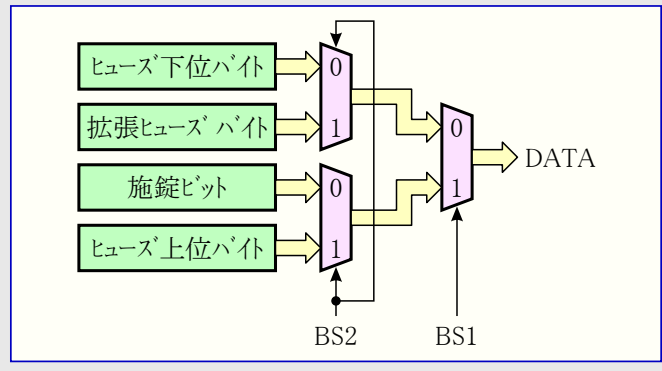 ヒューズ下位バイト
0
拡張ヒューズ バイト
1
0
DATA
施錠ビット
0
1
ヒューズ上位バイト
1
BS2
BS1